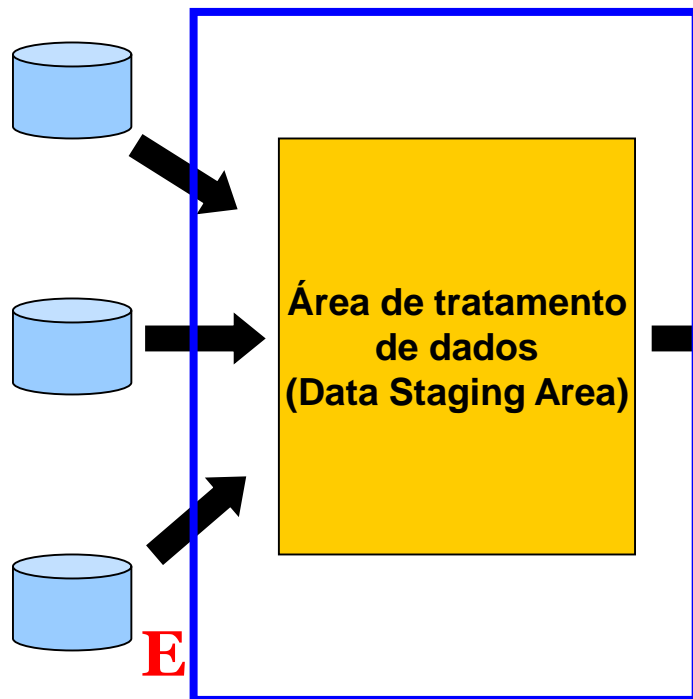 Área de tratamento
de dados
(Data Staging Area)
E